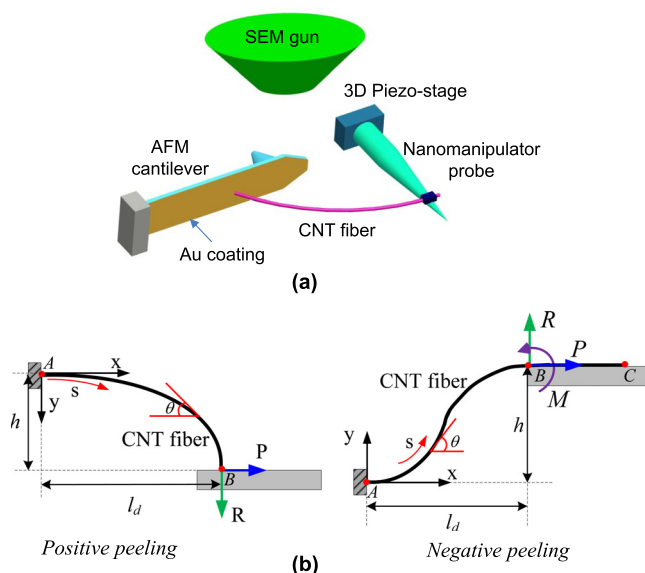 SEM gun
3D Piezo-stage
AFM
cantilever
Nanomanipulator
probe
CNT fiber
Au coating
(a)
A
x
s
y
h
θ
CNT fiber
P
B
R
l_d
Positive peeling
R
P
B
C
M
CNT fiber
y
s
θ
h
x
A
l_d
Negative peeling
(b)